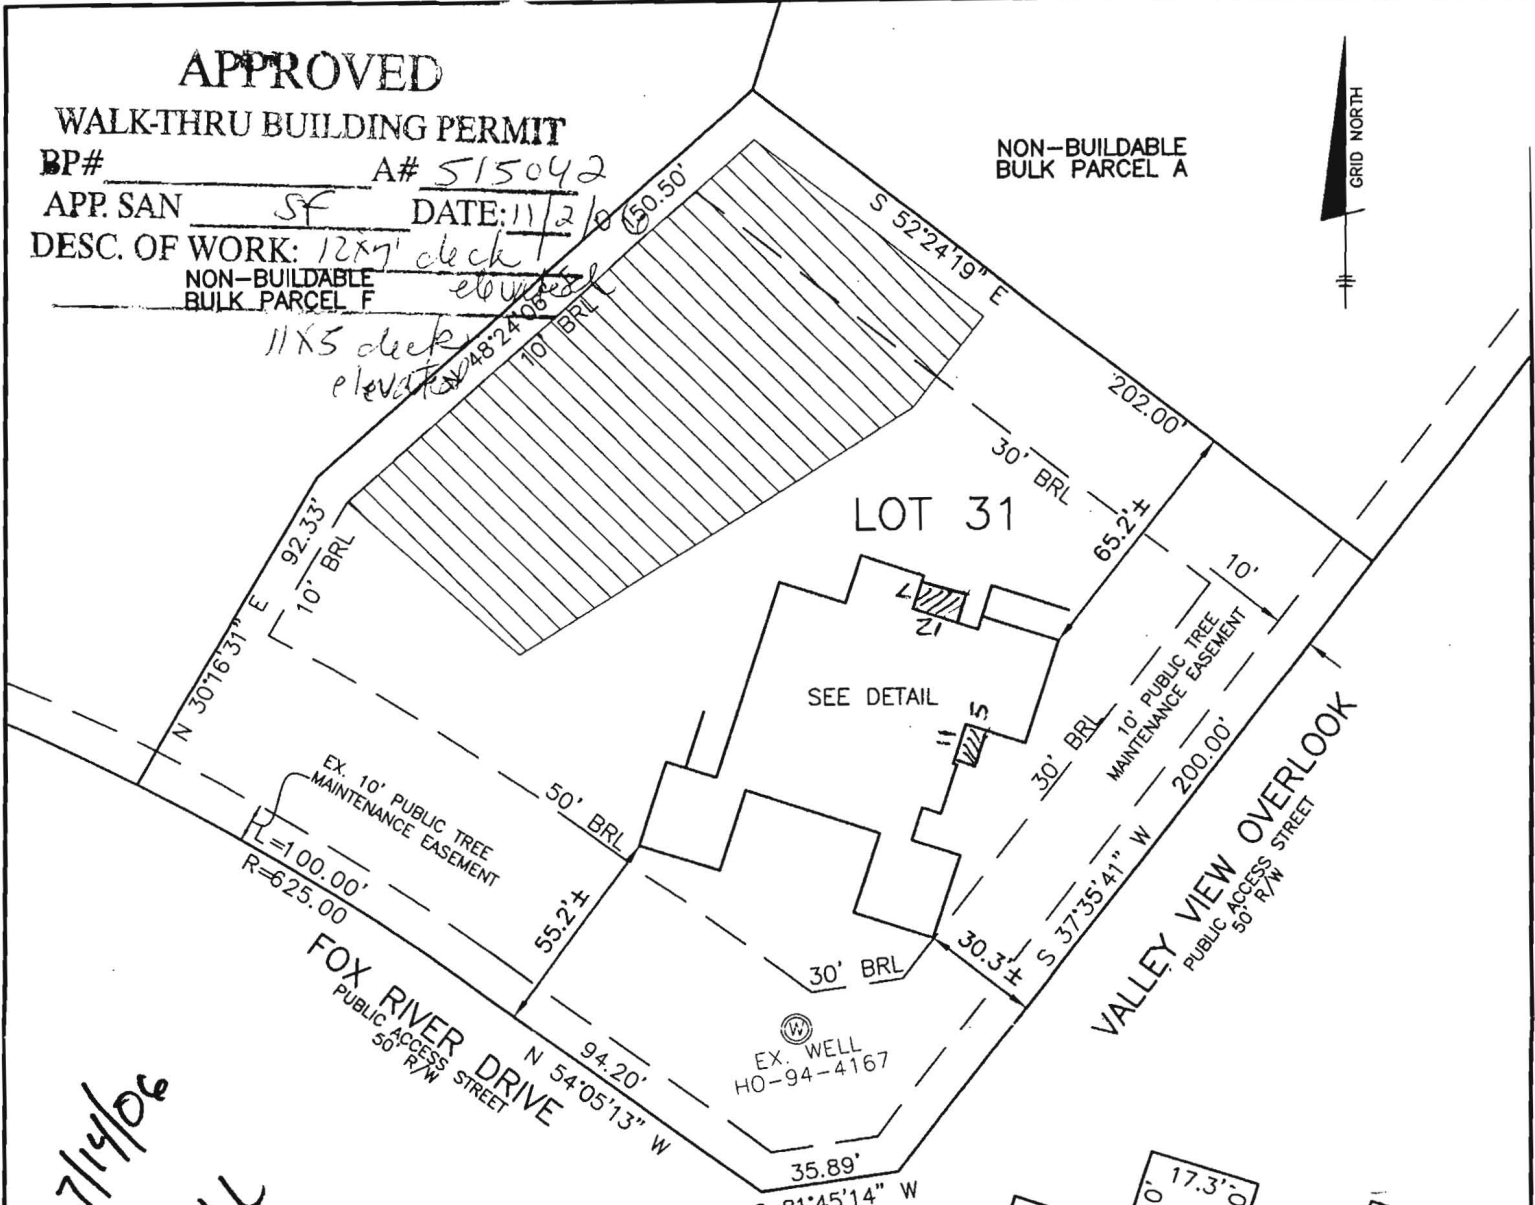 APPROVED
WALK-THRU BUILDING PERMIT
BP# A# 515042
APP. SAN SF DATE: 11/2/0
DESC. OF WORK: 12x7' deck
elevated
NON-BUILDABLE
BULK PARCEL F
11x5 deck
elevated
N 48°24'06"
150.50'
10' BRL
NON-BUILDABLE
BULK PARCEL A
GRID NORTH
S 52°24'19" E
202.00'
30' BRL
LOT 31
65.2'±
10'
10' PUBLIC TREE
MAINTENANCE EASEMENT
92.33'
N 30°16'31" E
10' BRL
SEE DETAIL
11 5
30' BRL
200.00'
S 37°35'41" W
VALLEY VIEW OVERLOOK
PUBLIC ACCESS STREET
50' R/W
EX. 10' PUBLIC TREE
MAINTENANCE EASEMENT
50' BRL
L=100.00'
R=625.00
55.2'±
30.3'±
30' BRL
W
EX. WELL
HO-94-4167
FOX RIVER DRIVE
PUBLIC ACCESS STREET
50' R/W
94.20'
N 54°05'13" W
35.89'
81°45'14" W
7/14/06
17.3'